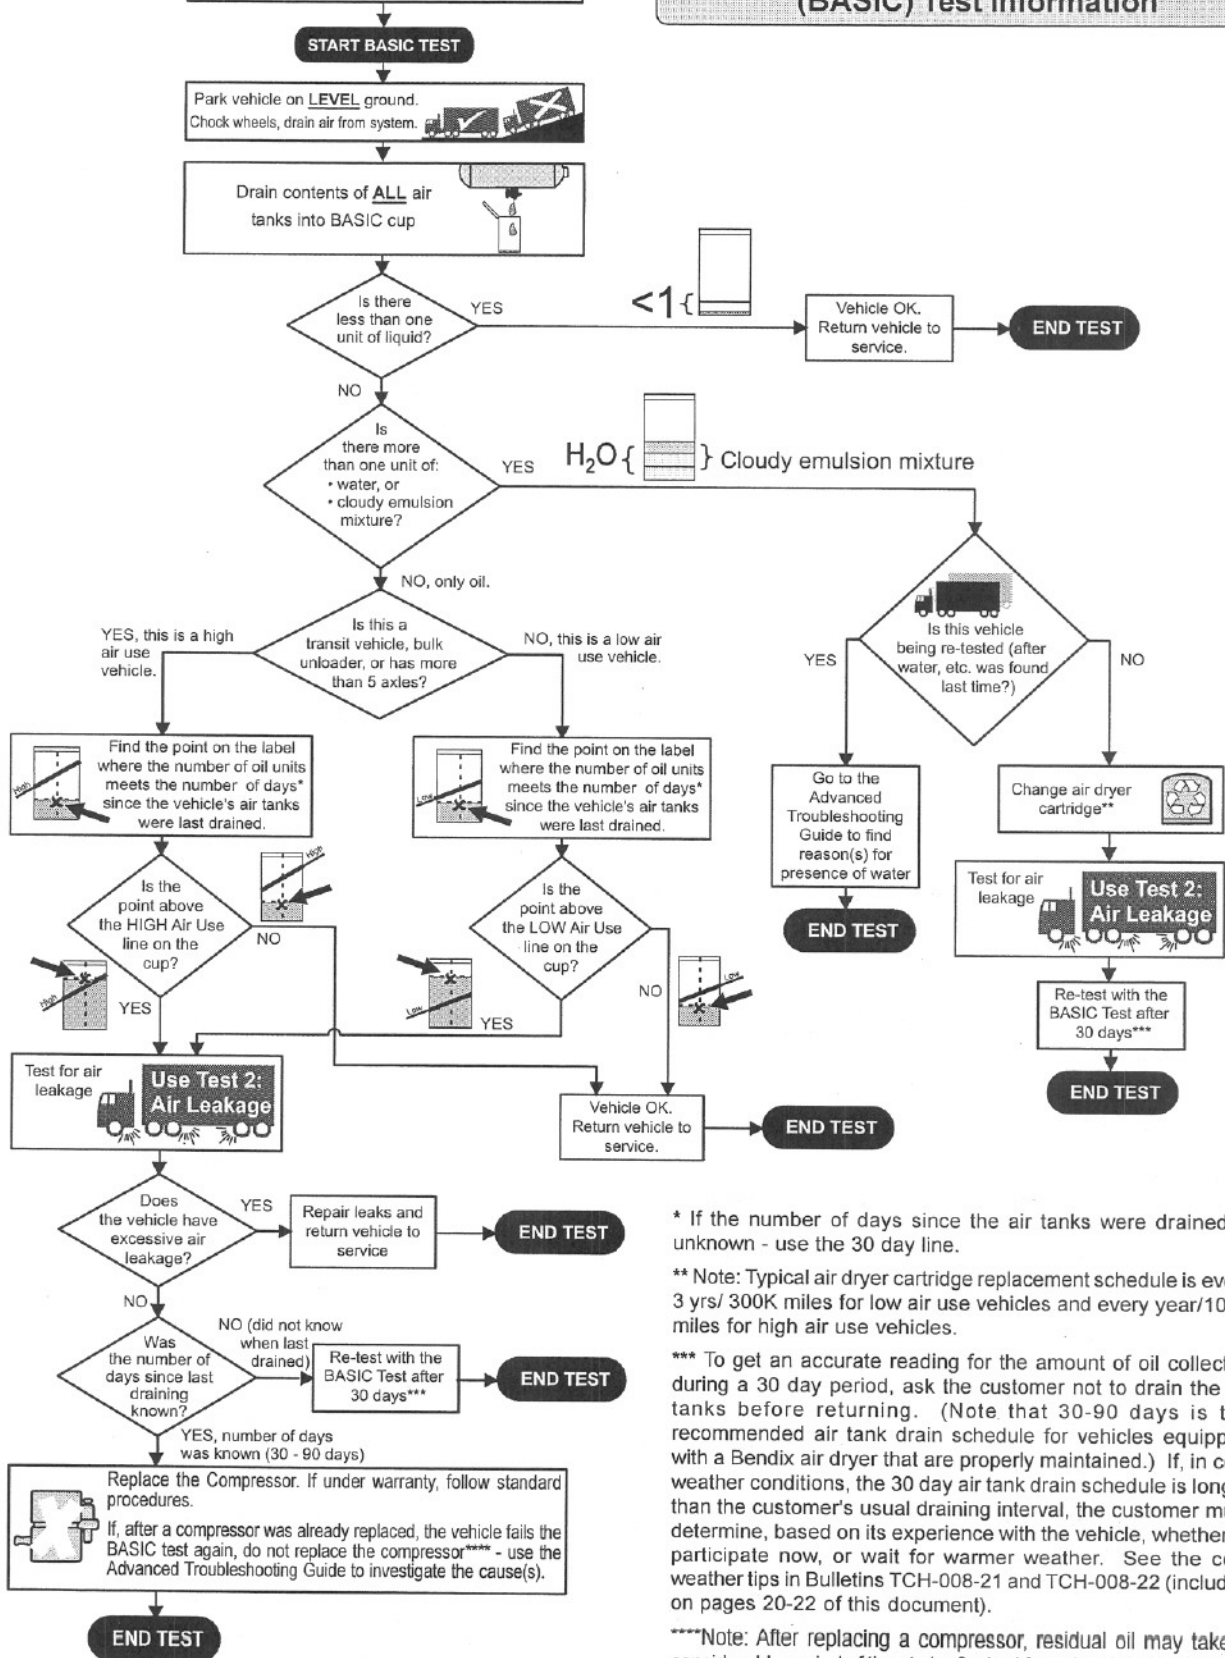 (BASIC) Test Information
START BASIC TEST
Park vehicle on LEVEL ground.
Chock wheels, drain air from system.
Drain contents of ALL air
tanks into BASIC cup
Is there
less than one
unit of liquid?
YES
<1 {
Vehicle OK.
Return vehicle to
service.
END TEST
NO
Is
there more
than one unit of:
• water, or
• cloudy emulsion
mixture?
YES
H₂O {
} Cloudy emulsion mixture
NO, only oil.
Is this a
transit vehicle, bulk
unloader, or has more
than 5 axles?
YES, this is a high
air use
vehicle.
NO, this is a low air
use vehicle.
Is this vehicle
being re-tested (after
water, etc. was found
last time?)
YES
NO
High
Find the point on the label
where the number of oil units
meets the number of days*
since the vehicle's air tanks
were last drained.
Low
Find the point on the label
where the number of oil units
meets the number of days*
since the vehicle's air tanks
were last drained.
Go to the
Advanced
Troubleshooting
Guide to find
reason(s) for
presence of water
END TEST
Change air dryer
cartridge**
Test for air
leakage
Use Test 2:
Air Leakage
Re-test with the
BASIC Test after
30 days***
END TEST
Is the
point above
the HIGH Air Use
line on the
cup?
High
NO
High
YES
Is the
point above
the LOW Air Use
line on the
cup?
Low
YES
NO
Low
Test for air
leakage
Use Test 2:
Air Leakage
Vehicle OK.
Return vehicle to
service.
END TEST
Does
the vehicle have
excessive air
leakage?
YES
Repair leaks and
return vehicle to
service
END TEST
NO
Was
the number of
days since last
draining
known?
NO (did not know
when last
drained)
Re-test with the
BASIC Test after
30 days***
END TEST
YES, number of days
was known (30 - 90 days)
Replace the Compressor. If under warranty, follow standard
procedures.
If, after a compressor was already replaced, the vehicle fails the
BASIC test again, do not replace the compressor**** - use the
Advanced Troubleshooting Guide to investigate the cause(s).
END TEST
* If the number of days since the air tanks were drained
unknown - use the 30 day line.
** Note: Typical air dryer cartridge replacement schedule is
3 yrs/ 300K miles for low air use vehicles and every
miles for high air use vehicles.
*** To get an accurate reading for the amount of oil
during a 30 day period, ask the customer not to drain the
tanks before returning. (Note that 30-90 days is
recommended air tank drain schedule for vehicles
with a Bendix air dryer that are properly maintained.) If, in
weather conditions, the 30 day air tank drain schedule is
than the customer's usual draining interval, the customer
determine, based on its experience with the vehicle, whether
participate now, or wait for warmer weather. See the
weather tips in Bulletins TCH-008-21 and TCH-008-22
on pages 20-22 of this document).
****Note: After replacing a compressor, residual oil may take